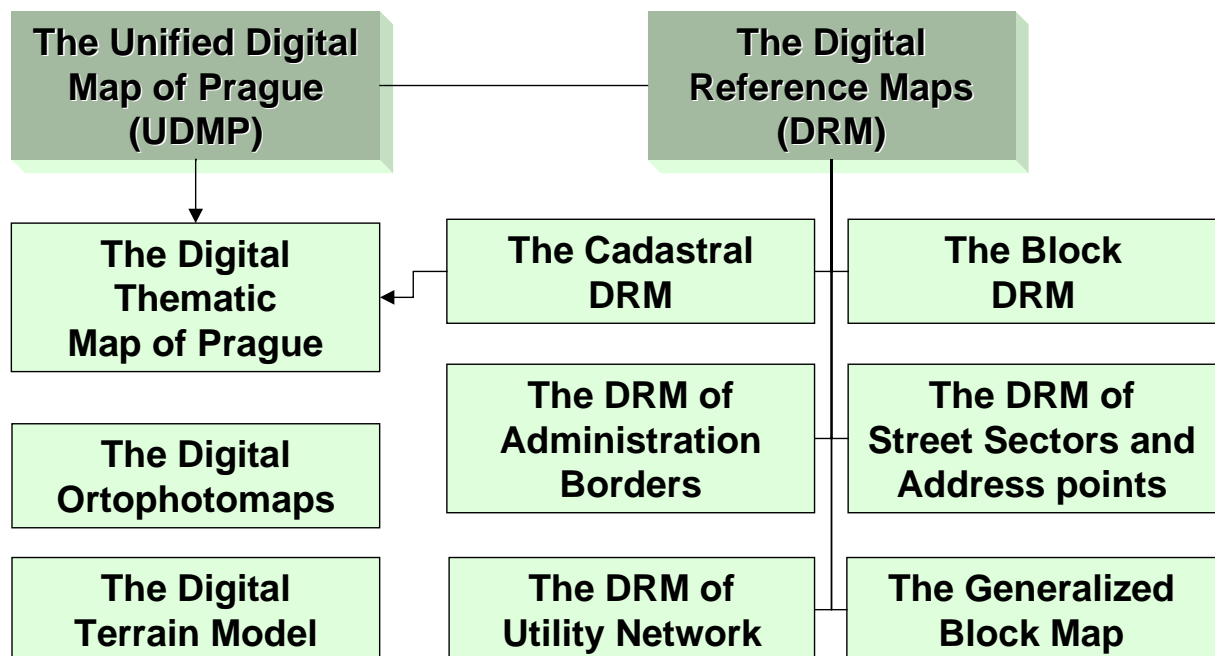 The Unified Digital
Map of Prague
(UDMP)
The Digital
Reference Maps
(DRM)
The Digital
Thematic
Map of Prague
The Cadastral
DRM
The Block
DRM
The DRM of
Administration
Borders
The DRM of
Street Sectors and
Address points
The Digital
Ortophotomaps
The Digital
Terrain Model
The DRM of
Utility Network
The Generalized
Block Map